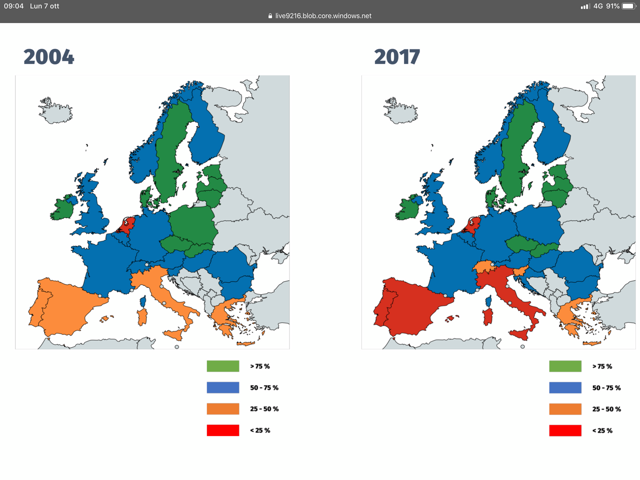 09:04 Lun 7 ott 4G 91%
live9216.blob.core.windows.net
2004 2017
> 75 % > 75 %
50 - 75 % 50 - 75 %
25 - 50 % 25 - 50 %
< 25 % < 25 %